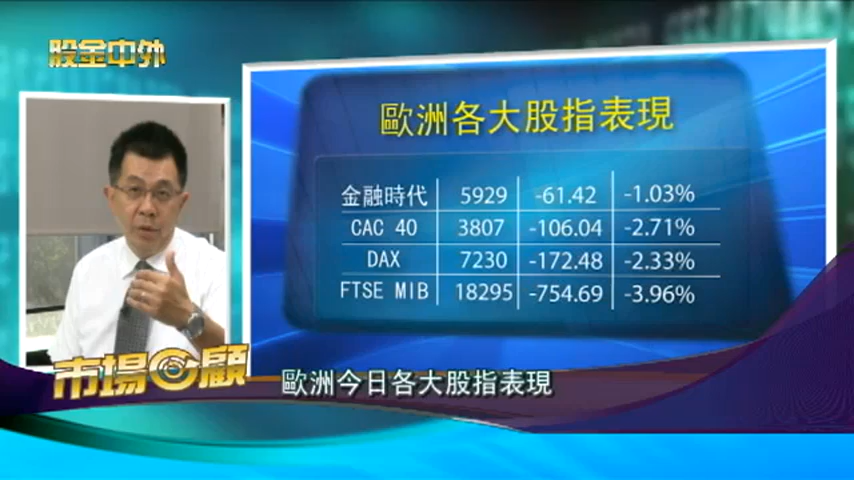 股金中外
歐洲各大股指表現
金融時代 5929 -61.42 -1.03%
CAC 40 3807 -106.04 -2.71%
DAX 7230 -172.48 -2.33%
FTSE MIB 18295 -754.69 -3.96%
市場回顧
歐洲今日各大股指表現